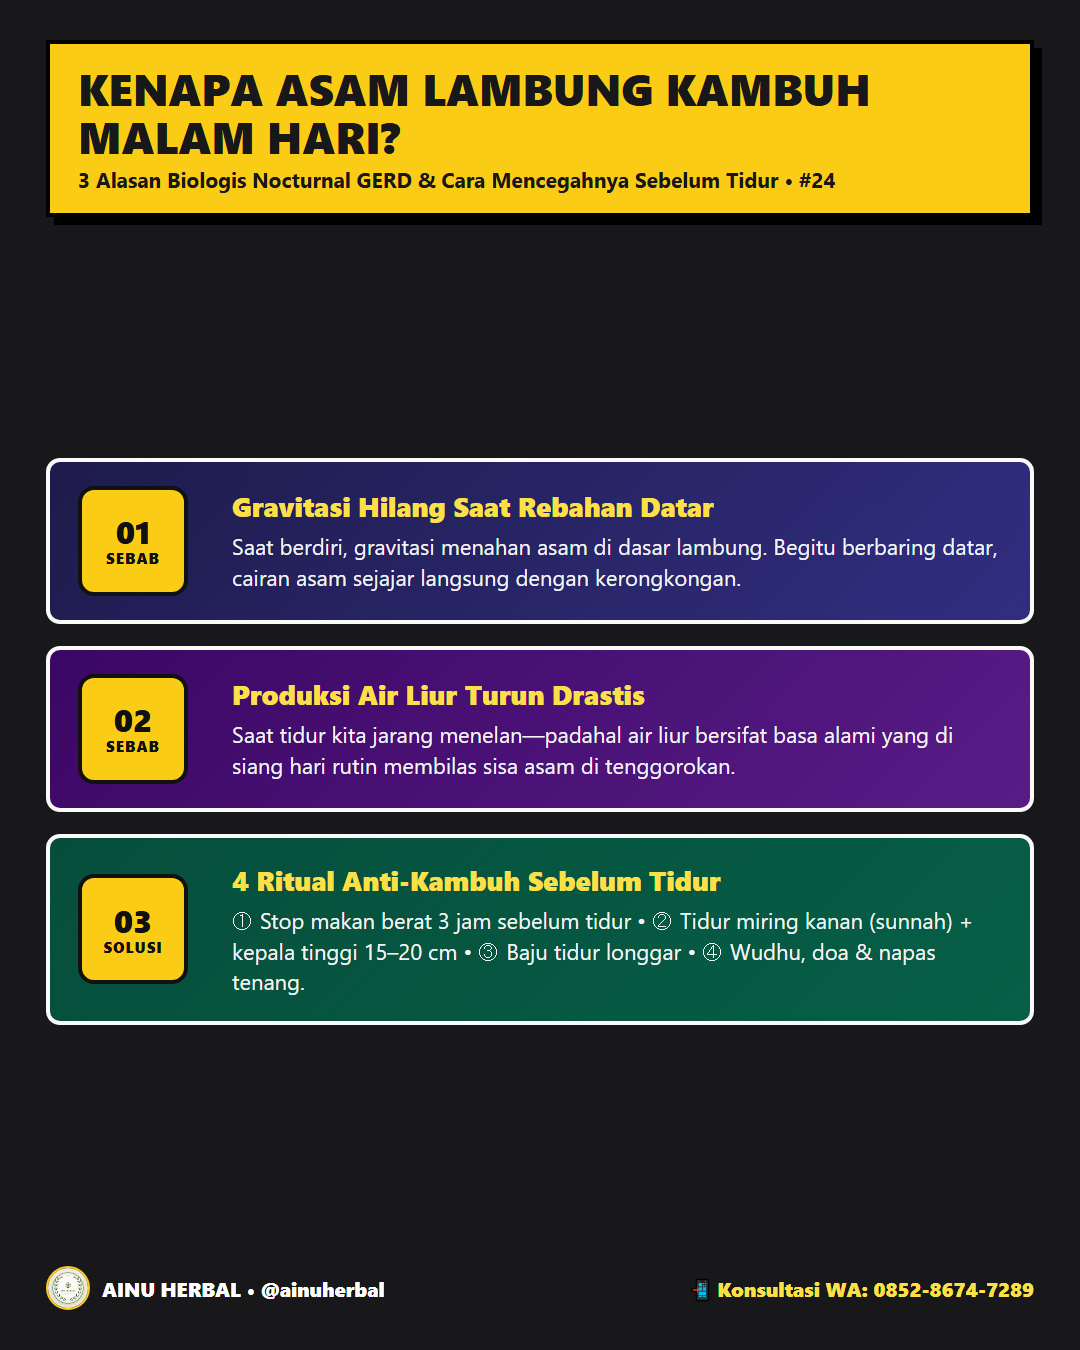 KENAPA ASAM LAMBUNG KAMBUH
MALAM HARI?
3 Alasan Biologis Nocturnal GERD & Cara Mencegahnya Sebelum Tidur • #24
01
SEBAB
Gravitasi Hilang Saat Rebahan Datar
Saat berdiri, gravitasi menahan asam di dasar lambung. Begitu berbaring datar,
cairan asam sejajar langsung dengan kerongkongan.
02
SEBAB
Produksi Air Liur Turun Drastis
Saat tidur kita jarang menelan—padahal air liur bersifat basa alami yang di
siang hari rutin membilas sisa asam di tenggorokan.
03
SOLUSI
4 Ritual Anti-Kambuh Sebelum Tidur
① Stop makan berat 3 jam sebelum tidur • ② Tidur miring kanan (sunnah) +
kepala tinggi 15–20 cm • ③ Baju tidur longgar • ④ Wudhu, doa & napas
tenang.
AINU HERBAL • @ainuherbal
📲 Konsultasi WA: 0852-8674-7289